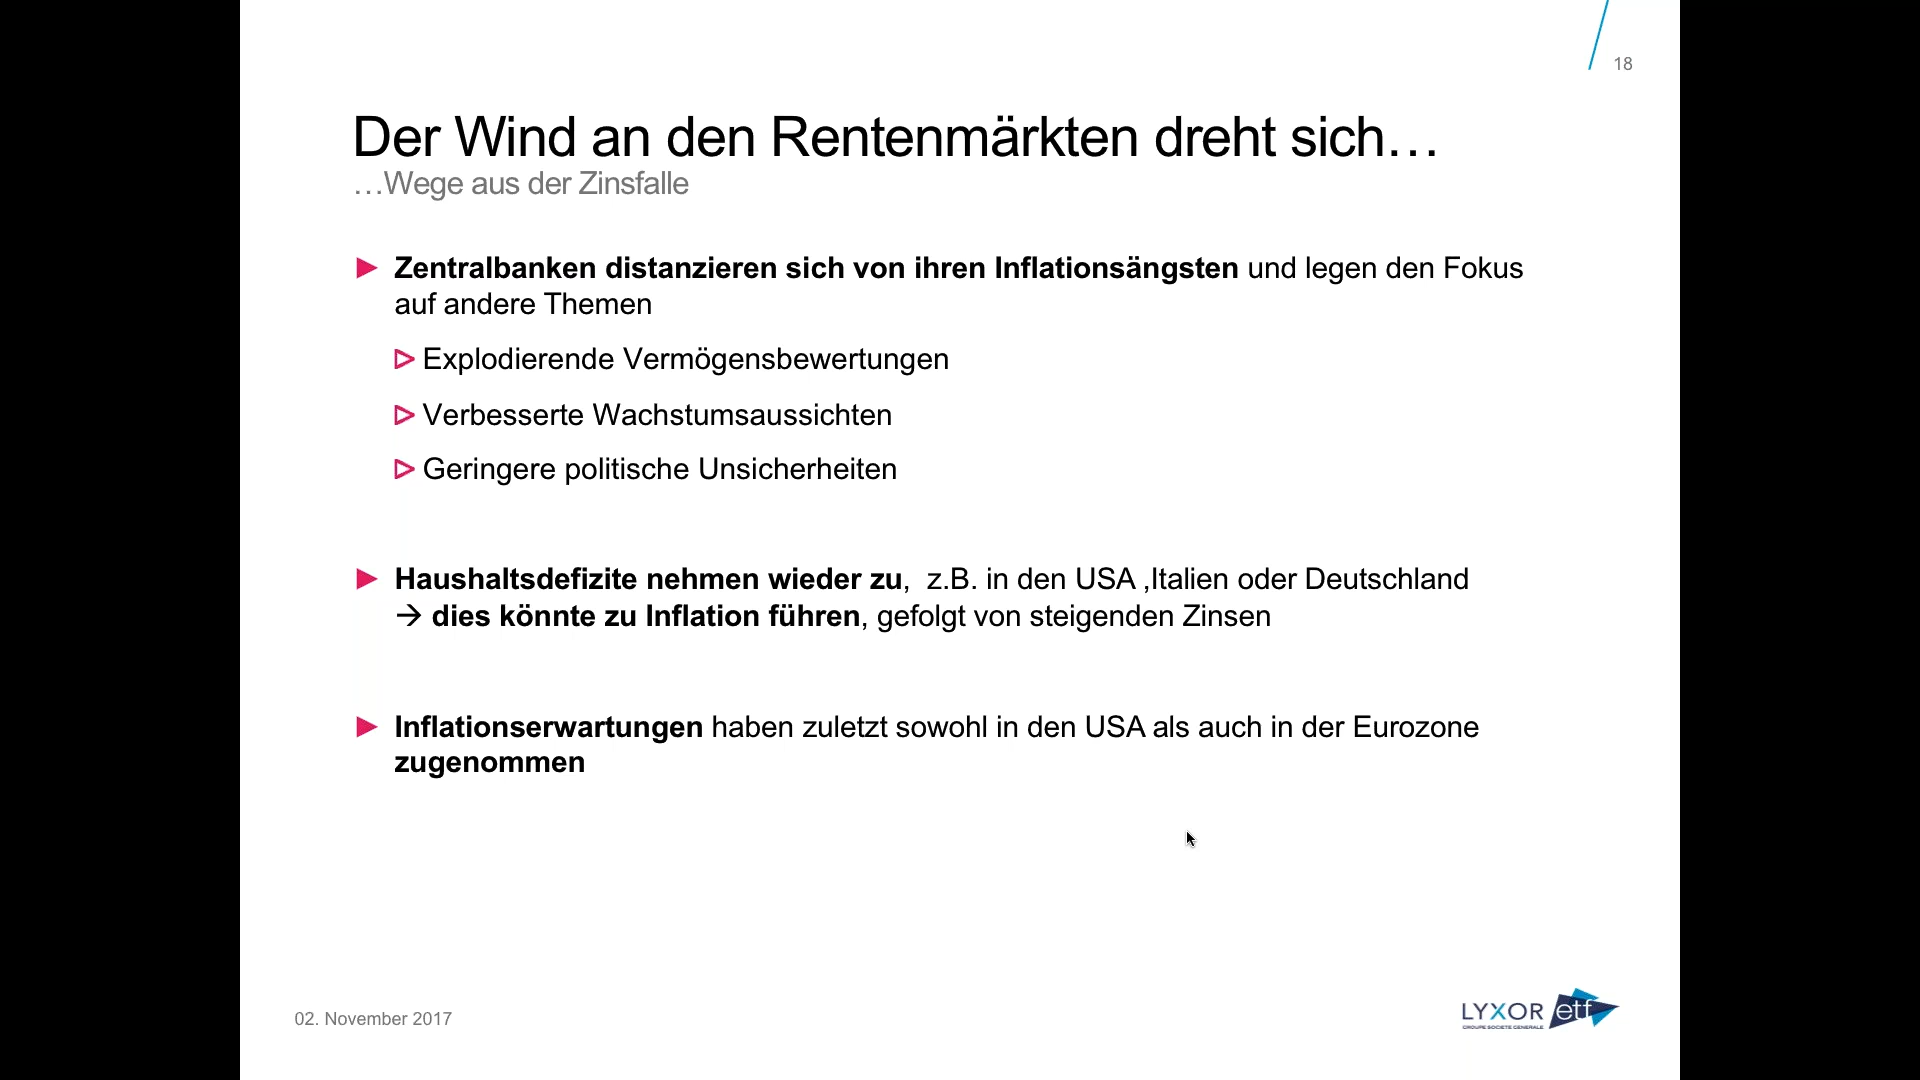 18
Der Wind an den Rentenmärkten dreht sich…
…Wege aus der Zinsfalle
► Zentralbanken distanzieren sich von ihren Inflationsängsten und legen den Fokus
auf andere Themen
Explodierende Vermögensbewertungen
Verbesserte Wachstumsaussichten
Geringere politische Unsicherheiten
► Haushaltsdefizite nehmen wieder zu,  z.B. in den USA ,Italien oder Deutschland
→ dies könnte zu Inflation führen, gefolgt von steigenden Zinsen
► Inflationserwartungen haben zuletzt sowohl in den USA als auch in der Eurozone
zugenommen
02. November 2017
LYXOR etf
GROUPE SOCIETE GENERALE